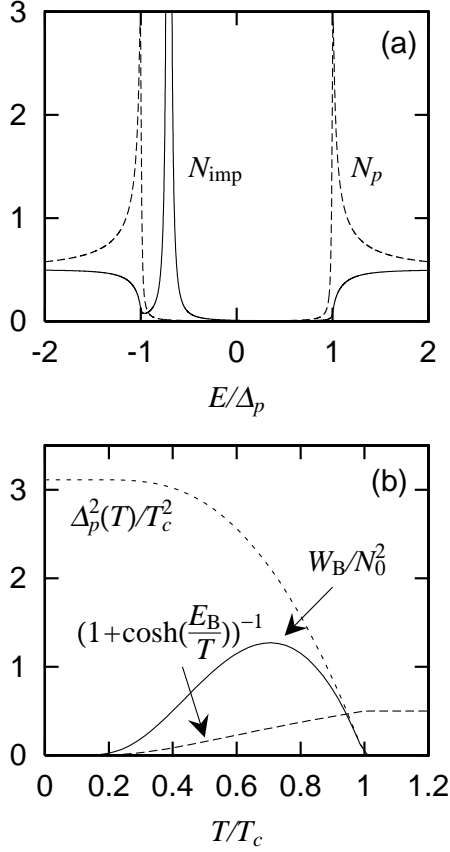 3
(a)
2
N_imp
N_p
1
0
-2 -1 0 1 2
E/Δ_p
(b)
3
Δ_p^2(T)/T_c^2
W_B/N_0^2
2
(1+cosh(E_B/T))^−1
1
0
0 0.2 0.4 0.6 0.8 1 1.2
T/T_c